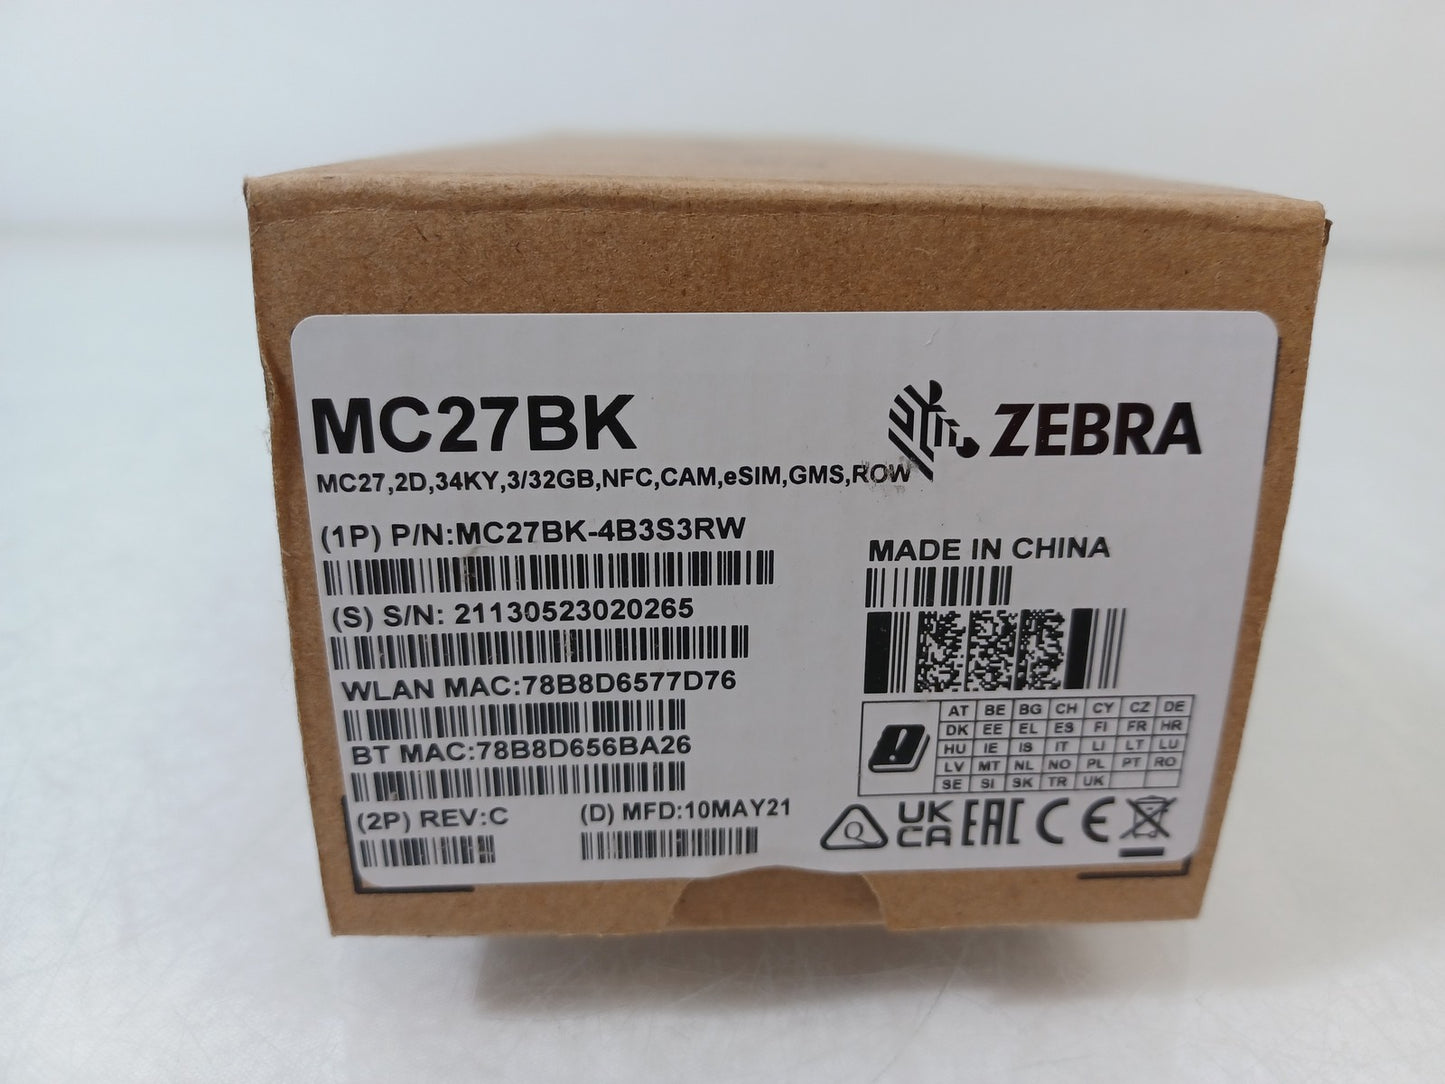 MC27BK
ZEBRA
MC27,2D,34KY,3/32GB,NFC,CAM,eSIM,GMS,ROW
(1P) P/N:MC27BK-4B3S3RW
(S) S/N: 21130523020265
WLAN MAC:78B8D6577D76
BT MAC:78B8D656BA26
(2P) REV:C
(D) MFD:10MAY21
MADE IN CHINA
AT BE BG CH CY CZ DE
DK EE EL ES FI FR HR
HU IE IS IT LI LT LU
LV MT NL NO PL PT RO
SE SI SK TR UK
Q
UK
CA
EAC
CE